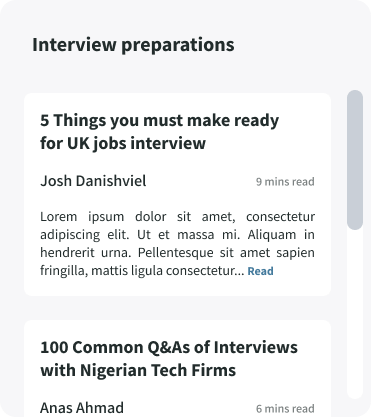 Interview preparations
5 Things you must make ready
for UK jobs interview
Josh Danishviel
9 mins read
Lorem ipsum dolor sit amet, consectetur
adipiscing elit. Ut et massa mi. Aliquam in
hendrerit urna. Pellentesque sit amet sapien
fringilla, mattis ligula consectetur... Read
100 Common Q&As of Interviews
with Nigerian Tech Firms
Anas Ahmad
6 mins read